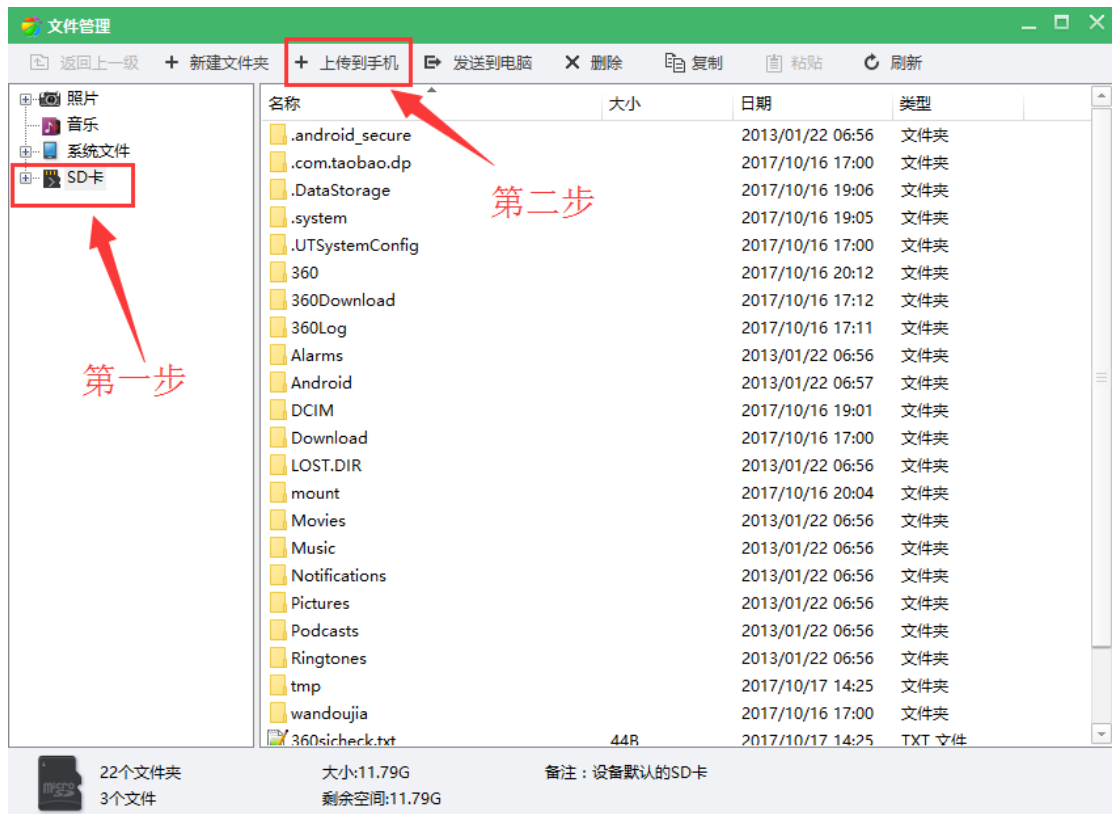 文件管理
返回上一级 + 新建文件夹 + 上传到手机 发送到电脑 删除 复制 粘贴 刷新
照片
音乐
系统文件
SD卡
第一步
第二步
名称 大小 日期 类型
.android_secure 2013/01/22 06:56 文件夹
.com.taobao.dp 2017/10/16 17:00 文件夹
.DataStorage 2017/10/16 19:06 文件夹
.system 2017/10/16 19:05 文件夹
.UTSystemConfig 2017/10/16 17:00 文件夹
360 2017/10/16 20:12 文件夹
360Download 2017/10/16 17:12 文件夹
360Log 2017/10/16 17:11 文件夹
Alarms 2013/01/22 06:56 文件夹
Android 2013/01/22 06:57 文件夹
DCIM 2017/10/16 19:01 文件夹
Download 2017/10/16 17:00 文件夹
LOST.DIR 2013/01/22 06:56 文件夹
mount 2017/10/16 20:04 文件夹
Movies 2013/01/22 06:56 文件夹
Music 2013/01/22 06:56 文件夹
Notifications 2013/01/22 06:56 文件夹
Pictures 2013/01/22 06:56 文件夹
Podcasts 2013/01/22 06:56 文件夹
Ringtones 2013/01/22 06:56 文件夹
tmp 2017/10/17 14:25 文件夹
wandoujia 2017/10/16 17:00 文件夹
360sicheck.txt 44B 2017/10/17 14:25 TXT 文件
micro
22个文件夹 大小:11.79G 备注：设备默认的SD卡
3个文件 剩余空间:11.79G